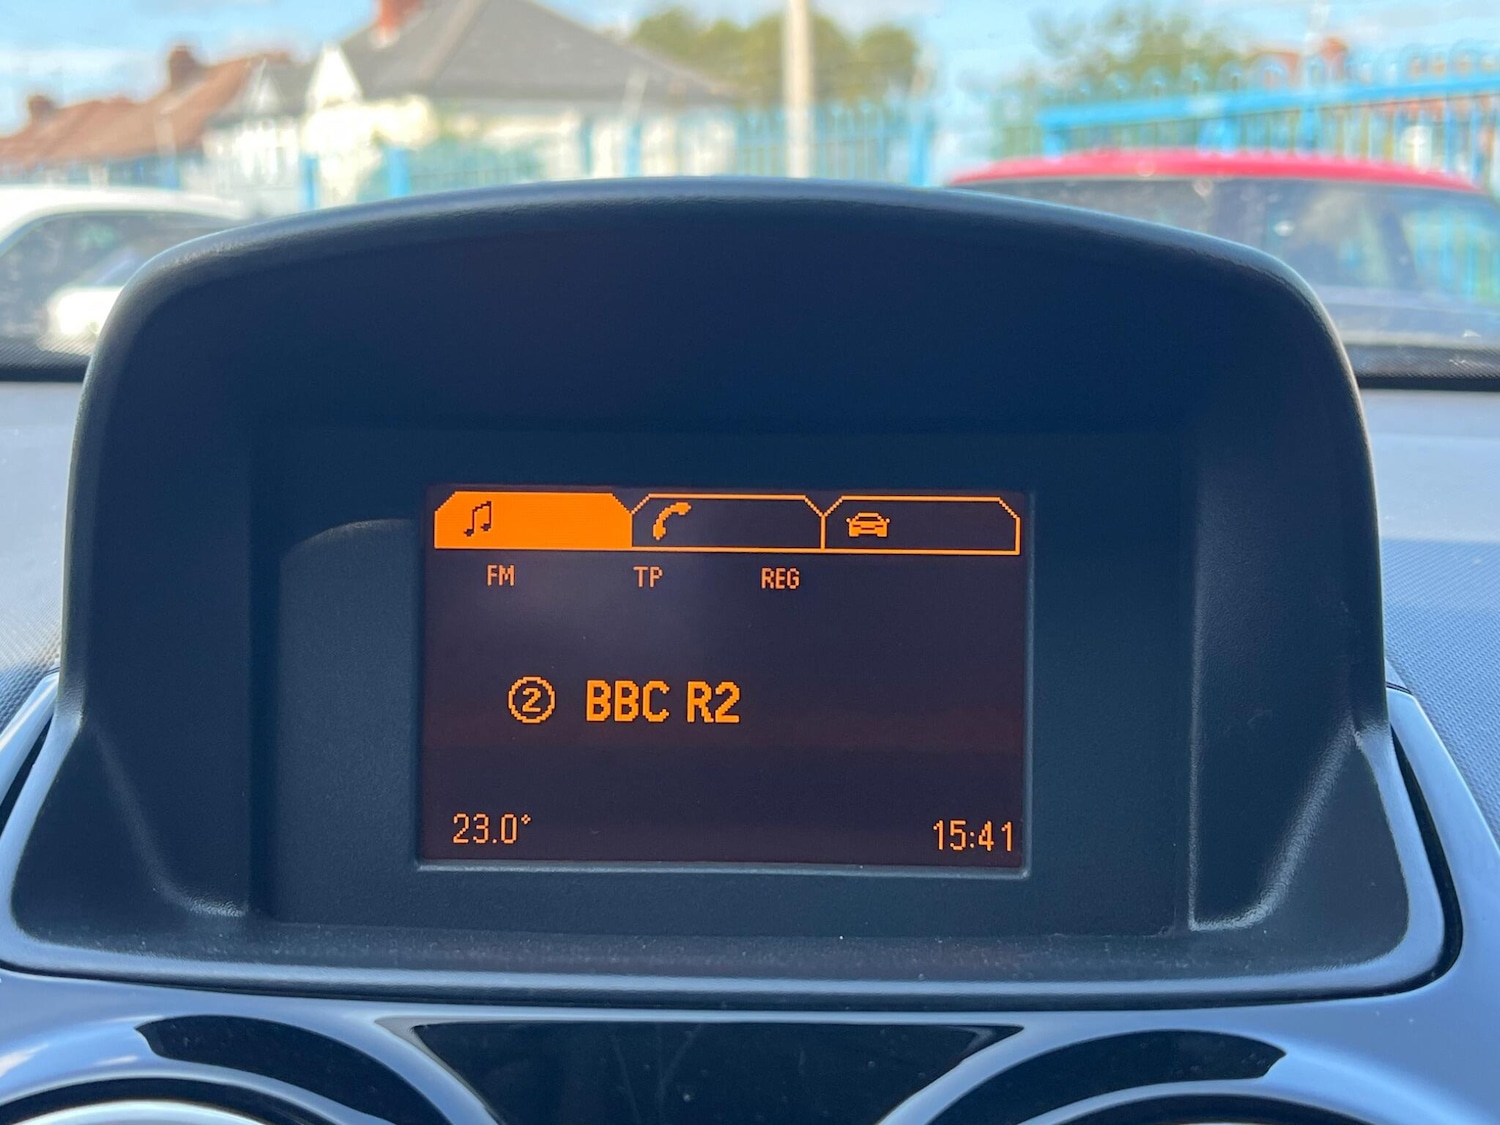 FM TP REG
② BBC R2
23.0° 15:41